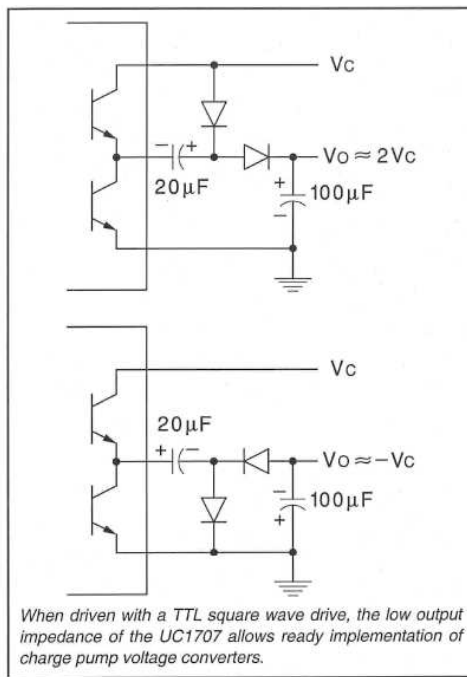 Vc
− +
20µF
Vo ≈ 2Vc
+
100µF
−
Vc
20µF
+ −
Vo ≈ −Vc
−
100µF
+
When driven with a TTL square wave drive, the low output
impedance of the UC1707 allows ready implementation of
charge pump voltage converters.